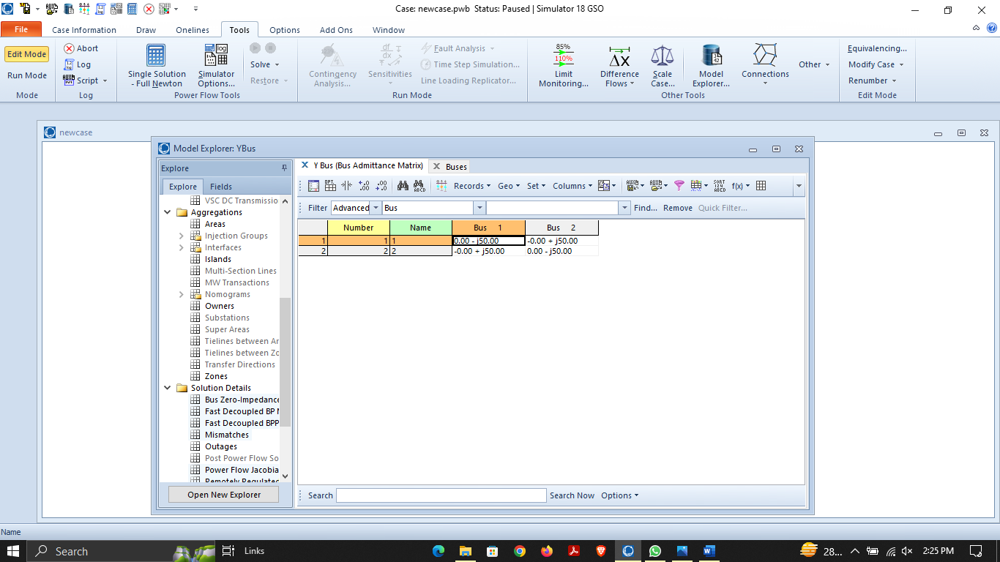 Case: newcase.pwb Status: Paused | Simulator 18 GSO
File Case Information Draw Onelines Tools Options Add Ons Window
Edit Mode
Run Mode
Mode
Abort
Log
Script
Log
Single Solution
- Full Newton
Simulator
Options...
Solve
Restore
Power Flow Tools
Contingency
Analysis...
Sensitivities
Fault Analysis
Time Step Simulation...
Line Loading Replicator...
Run Mode
85%
110%
Limit
Monitoring...
Difference
Flows
Scale
Case...
Model
Explorer...
Connections
Other
Other Tools
Equivalencing...
Modify Case
Renumber
Edit Mode
newcase
Model Explorer: YBus
Explore
Explore Fields
VSC DC Transmissio
Aggregations
Areas
Injection Groups
Interfaces
Islands
Multi-Section Lines
MW Transactions
Nomograms
Owners
Substations
Super Areas
Tielines between Ar
Tielines between Zo
Transfer Directions
Zones
Solution Details
Bus Zero-Impedance
Fast Decoupled BP M
Fast Decoupled BPP
Mismatches
Outages
Post Power Flow So
Power Flow Jacobia
Remotely Regulated
Open New Explorer
Y Bus (Bus Admittance Matrix) Buses
Records Geo Set Columns f(x)
Filter Advanced Bus Find... Remove Quick Filter...
Number Name Bus 1 Bus 2
1 1 1 0.00 - j50.00 -0.00 + j50.00
2 2 2 -0.00 + j50.00 0.00 - j50.00
Search Search Now Options
Name
Search Links 28... 2:25 PM